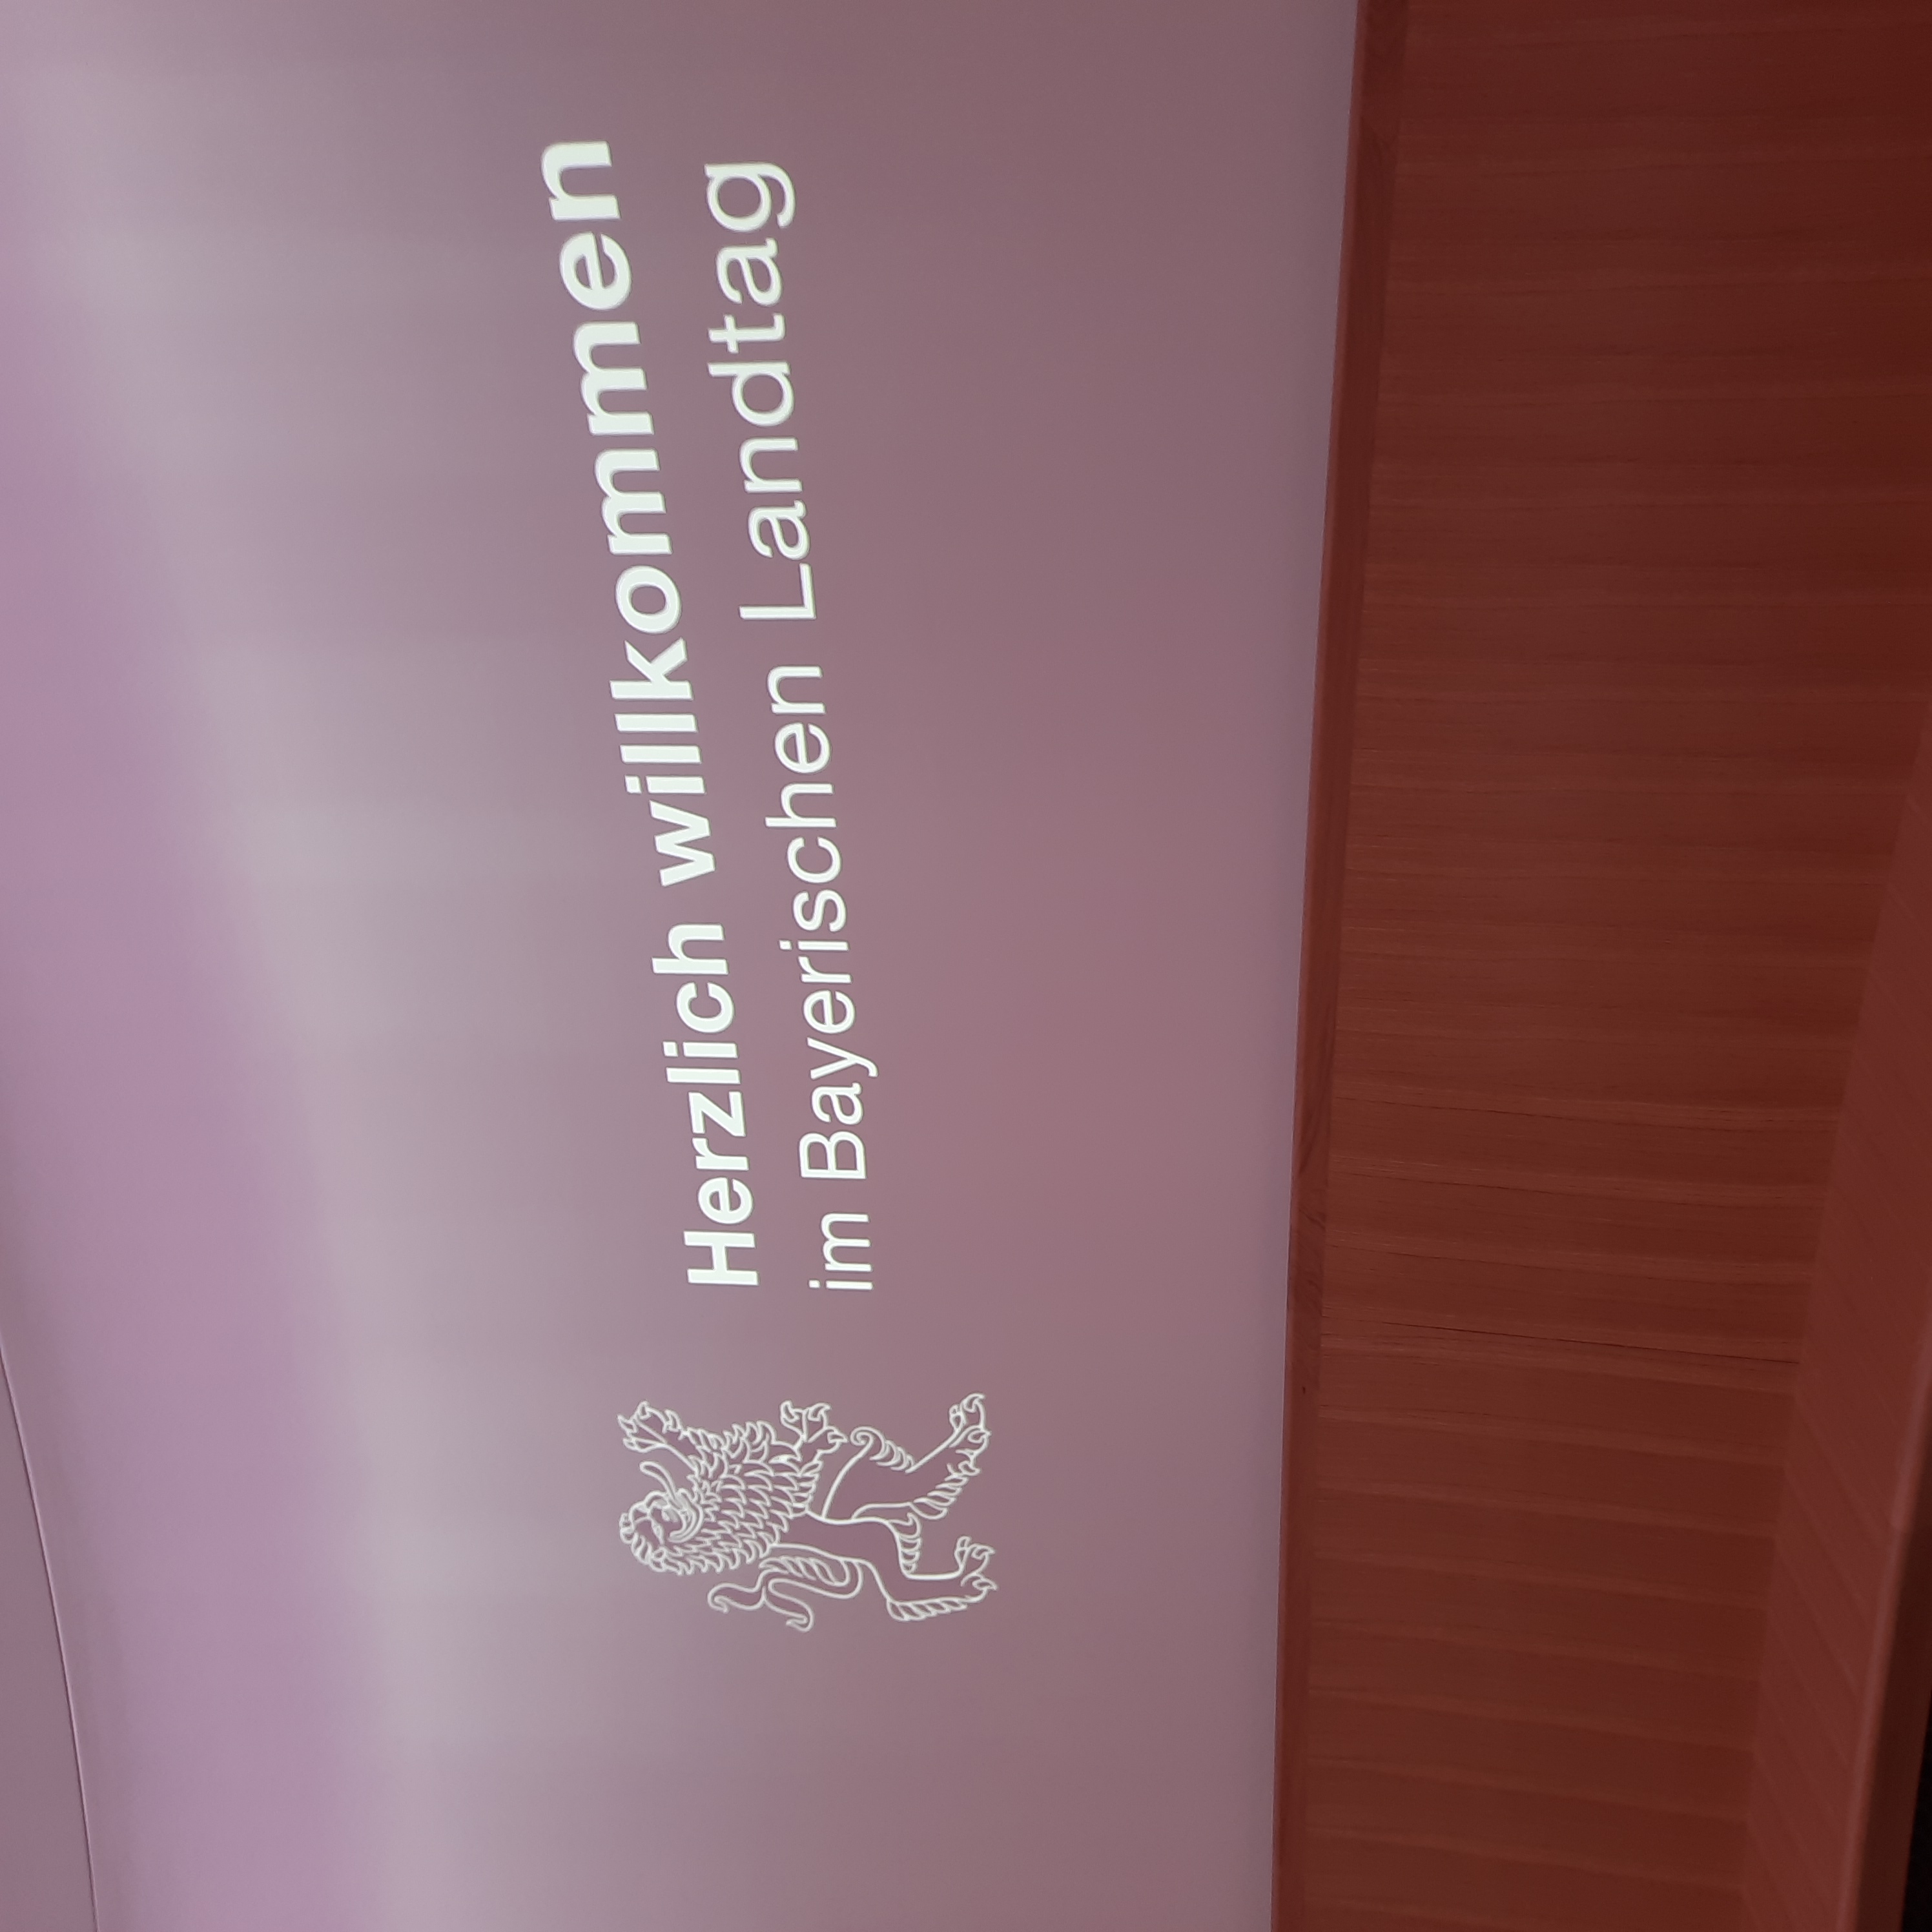 Herzlich willkommen
im Bayerischen Landtag